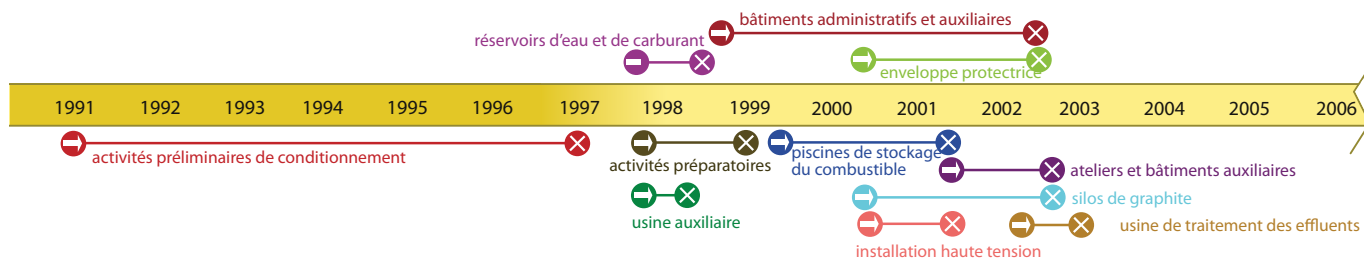 bâtiments administratifs et auxiliaires
réservoirs d'eau et de carburant
enveloppe protectrice
1991 1992 1993 1994 1995 1996 1997 1998 1999 2000 2001 2002 2003 2004 2005 2006
activités préliminaires de conditionnement
activités préparatoires
piscines de stockage
du combustible
ateliers et bâtiments auxiliaires
silos de graphite
usine auxiliaire
usine de traitement des effluents
installation haute tension